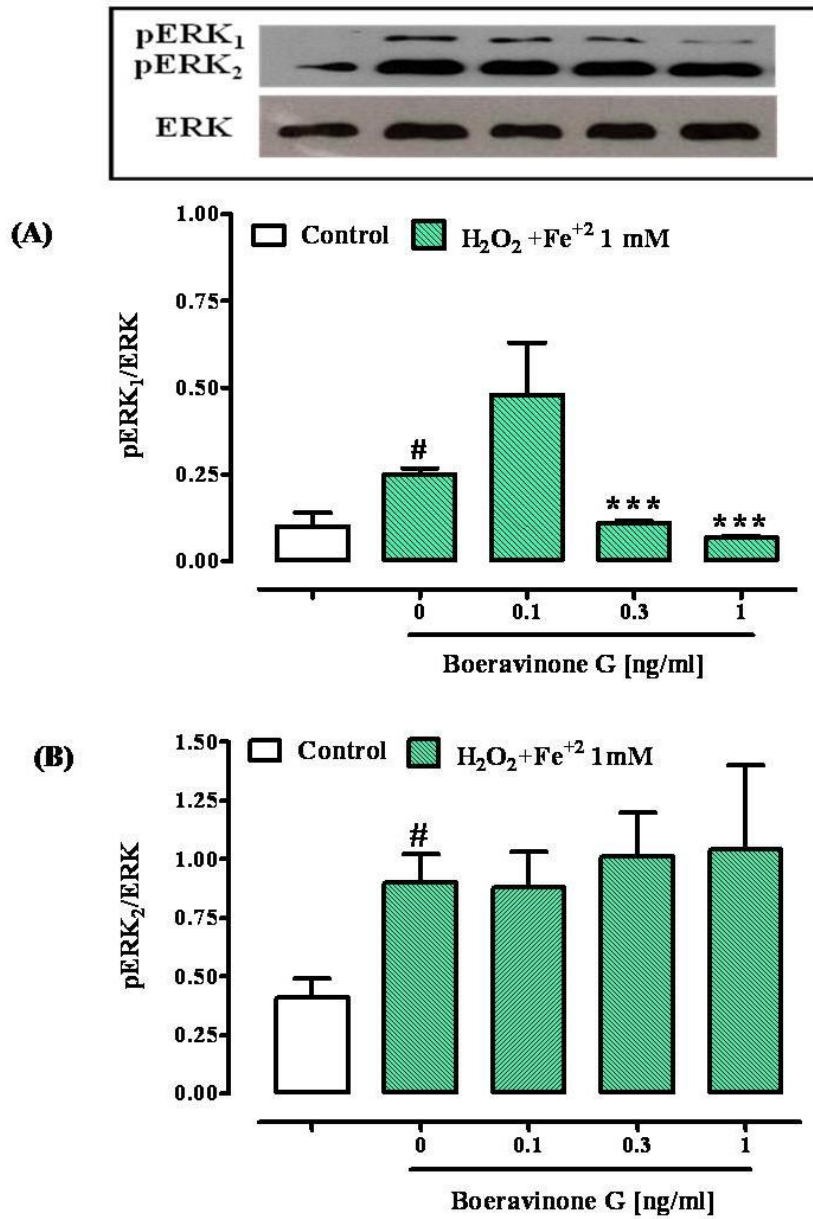 pERK₁
pERK₂
ERK
(A)
1.00
0.75
0.50
0.25
0.00
pERK₁/ERK
Control
H₂O₂+Fe⁺² 1 mM
#
***
***
0 0.1 0.3 1
Boeravinone G [ng/ml]
(B)
1.50
1.25
1.00
0.75
0.50
0.25
0.00
pERK₂/ERK
Control
H₂O₂+Fe⁺² 1mM
#
0 0.1 0.3 1
Boeravinone G [ng/ml]